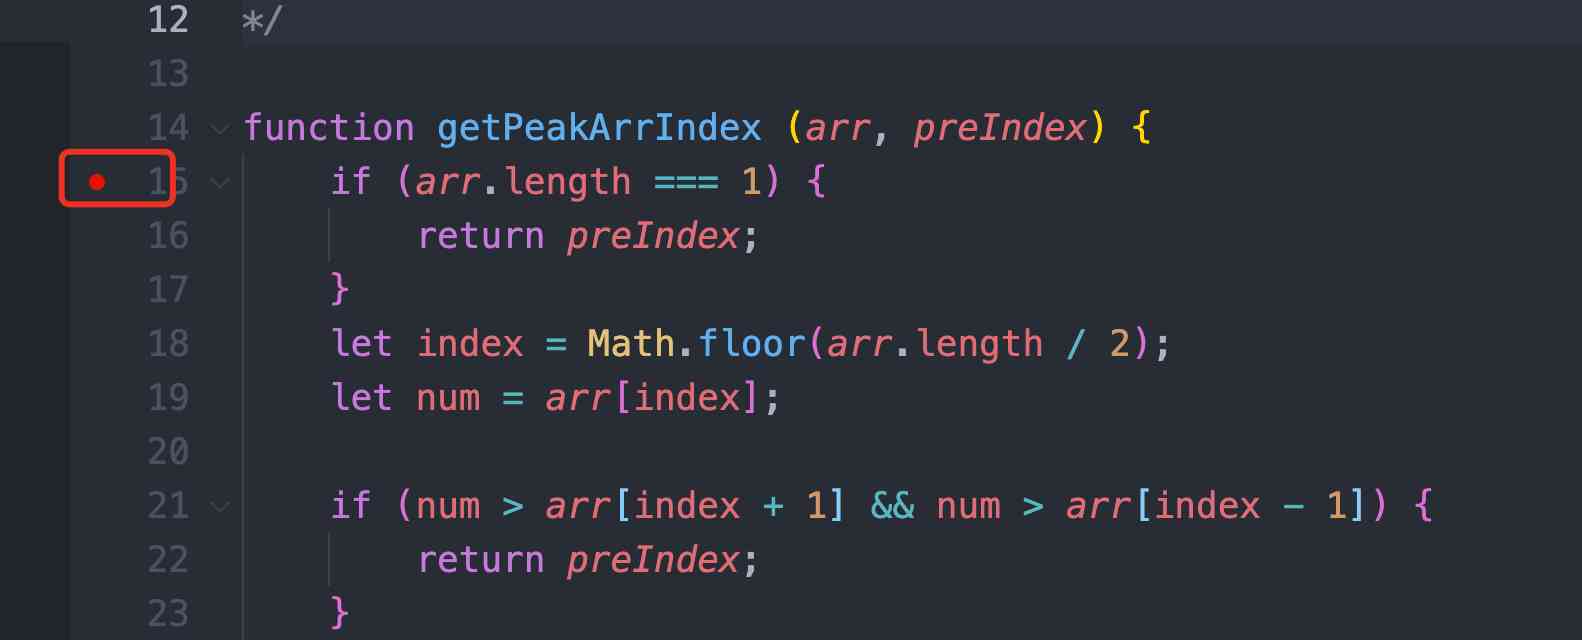 12 */
13
14 function getPeakArrIndex (arr, preIndex) {
15 if (arr.length === 1) {
16 return preIndex;
17 }
18 let index = Math.floor(arr.length / 2);
19 let num = arr[index];
20
21 if (num > arr[index + 1] && num > arr[index - 1]) {
22 return preIndex;
23 }